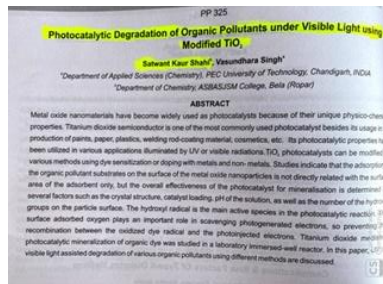 PP 325
Photocatalytic Degradation of Organic Pollutants under Visible Light using
Modified TiO2
Satwant Kaur Shahi*, Vasundhara Singh
Department of Applied Sciences (Chemistry), PEC University of Technology, Chandigarh, INDIA
Department of Chemistry, ASBASJSM College, Bela (Ropar)
ABSTRACT
Metal oxide nanomaterials have become widely used as photocatalysts because of their unique physico-chem
properties. Titanium dioxide semiconductor is one of the most commonly used photocatalyst besides its usage
production of paints, paper, plastics, welding rod-coating material, cosmetics, etc. Its photocatalytic properties
been utilized in various applications illuminated by UV or visible radiations. TiO2 photocatalysts can be modified
various methods using dye sensitization or doping with metals and non- metals. Studies indicate that the adsorption
the organic pollutant substrates on the surface of the metal oxide nanoparticles is not directly related with the
area of the adsorbent only, but the overall effectiveness of the photocatalyst for mineralisation is determined
several factors such as the crystal structure, catalyst loading, pH of the solution, as well as the number of the
groups on the particle surface. The hydroxyl radical is the main active species in the photocatalytic reaction.
surface adsorbed oxygen plays an important role in scavenging photogenerated electrons, so preventing
recombination between the oxidized dye radical and the photoinjected electrons. Titanium dioxide
photocatalytic mineralization of organic dye was studied in a laboratory immersed-well reactor. In this paper,
visible light assisted degradation of various organic pollutants using different methods are discussed.
CS